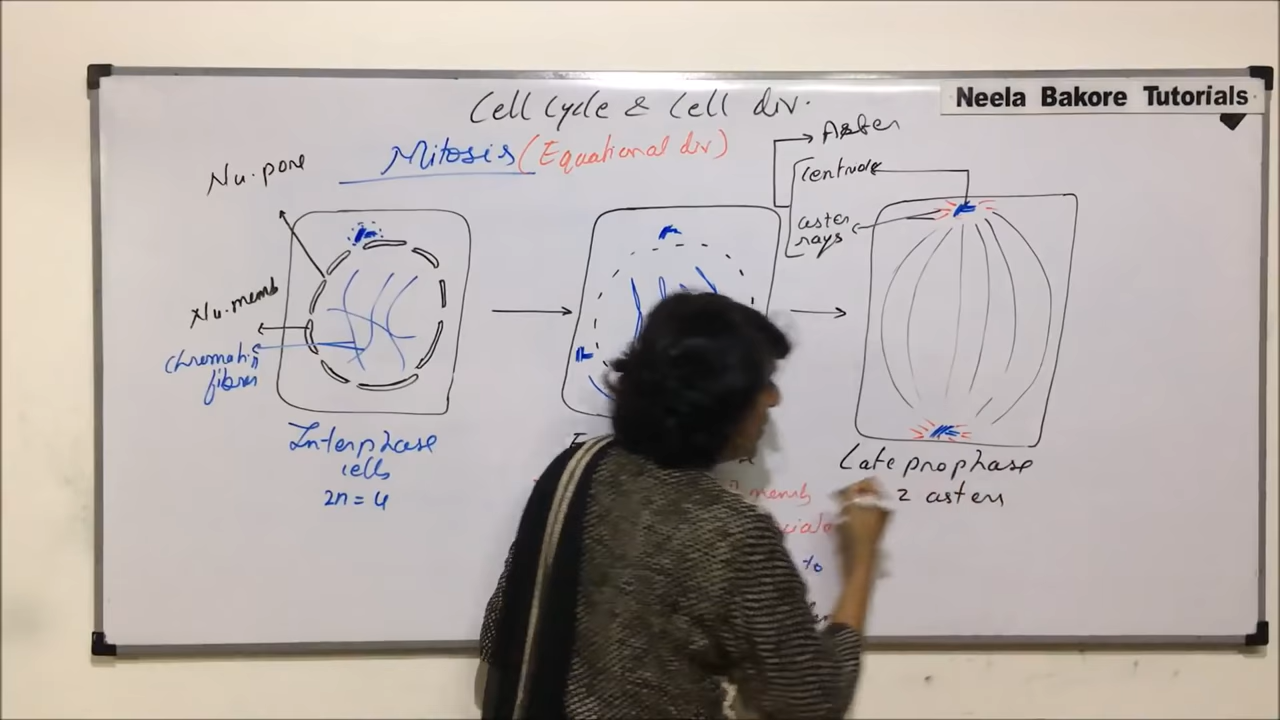 Cell cycle & Cell div.
Neela Bakore Tutorials
Mitosis (Equational div)
Aster
Nu. pore
Centriole
aster
rays
Nu. memb
chromatin
fibres
Interphase
cells
2n = 4
memb
Late prophase
2 asters